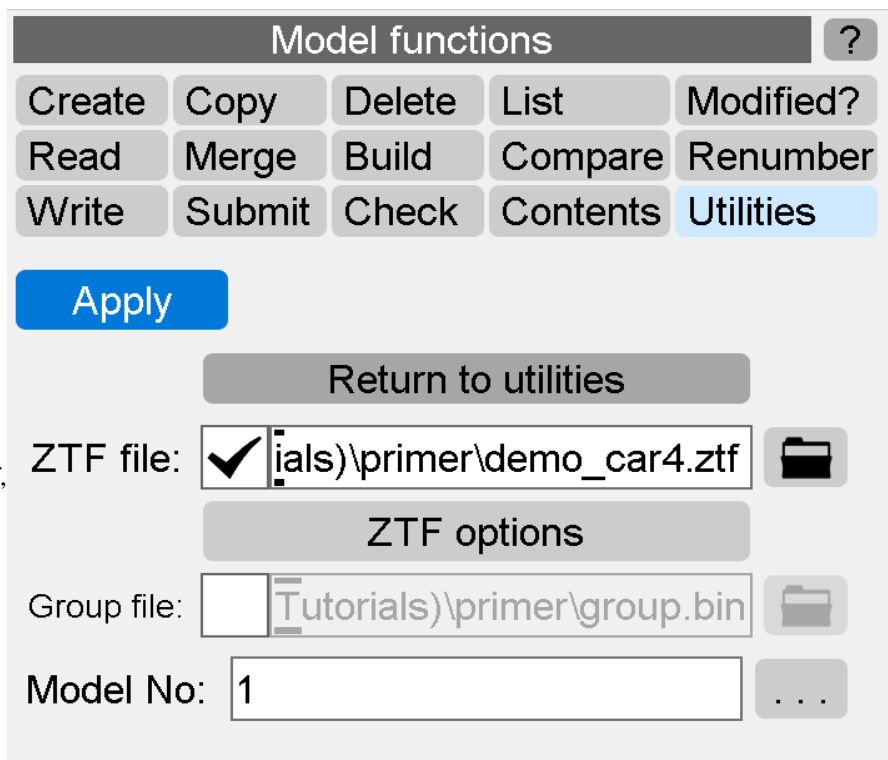 Model functions ?
Create Copy Delete List Modified?
Read Merge Build Compare Renumber
Write Submit Check Contents Utilities
Apply
Return to utilities
ZTF file: ials)\primer\demo_car4.ztf
,
ZTF options
Group file: Tutorials)\primer\group.bin
Model No: 1 . . .